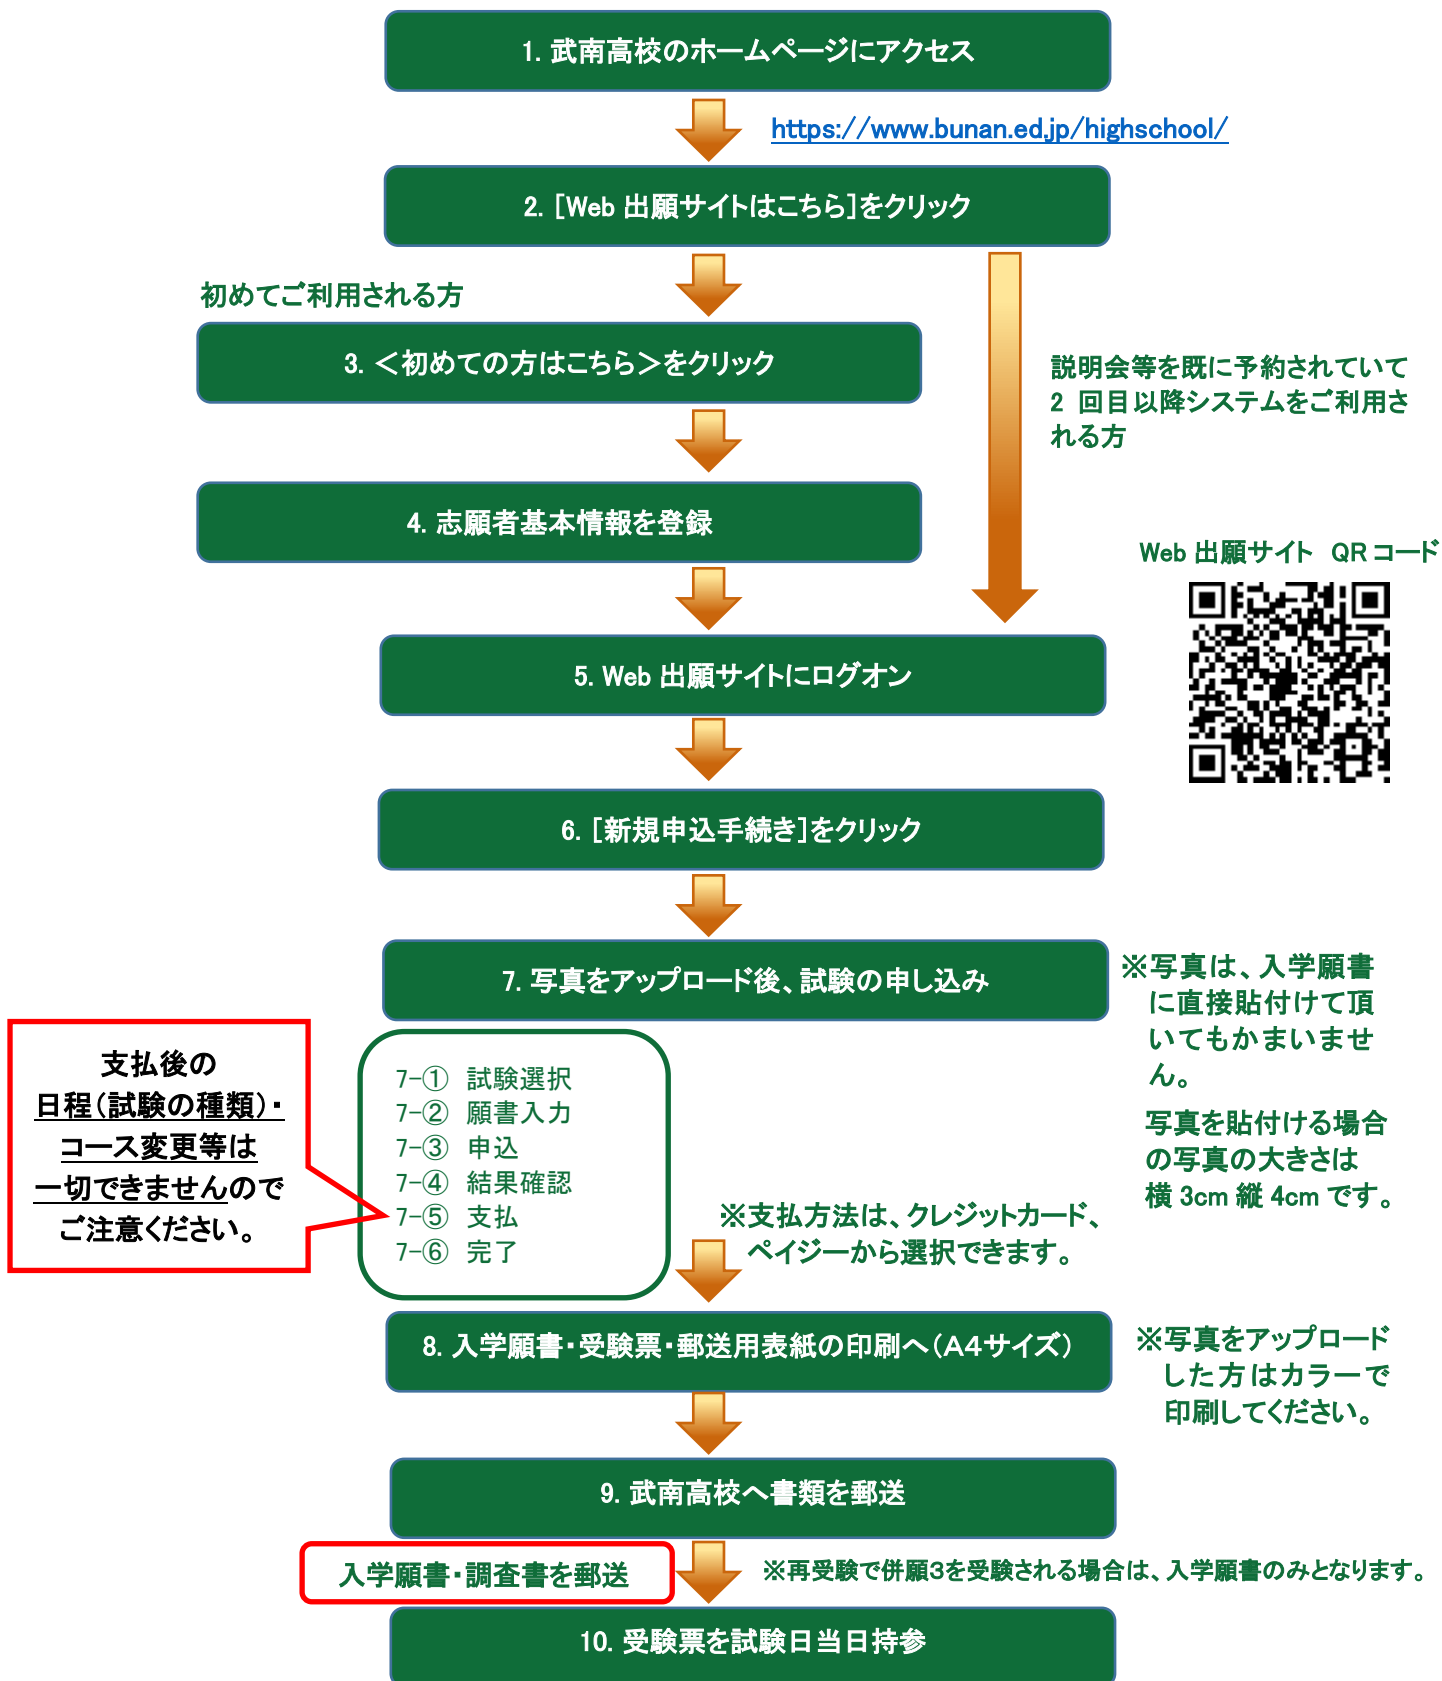 1. 武南高校のホームページにアクセス
https://www.bunan.ed.jp/highschool/
2. [Web 出願サイトはこちら]をクリック
初めてご利用される方
3. <初めての方はこちら>をクリック
説明会等を既に予約されていて
2 回目以降システムをご利用さ
れる方
4. 志願者基本情報を登録
Web 出願サイト QR コード
5. Web 出願サイトにログオン
6. [新規申込手続き]をクリック
7. 写真をアップロード後、試験の申し込み
※写真は、入学願書
に直接貼付けて頂
いてもかまいませ
ん。
写真を貼付ける場合
の写真の大きさは
横 3cm 縦 4cm です。
支払後の
日程(試験の種類)・
コース変更等は
一切できませんので
ご注意ください。
7-① 試験選択
7-② 願書入力
7-③ 申込
7-④ 結果確認
7-⑤ 支払
7-⑥ 完了
※支払方法は、クレジットカード、
ペイジーから選択できます。
8. 入学願書・受験票・郵送用表紙の印刷へ(A4サイズ)
※写真をアップロード
した方はカラーで
印刷してください。
9. 武南高校へ書類を郵送
入学願書・調査書を郵送
※再受験で併願3を受験される場合は、入学願書のみとなります。
10. 受験票を試験日当日持参